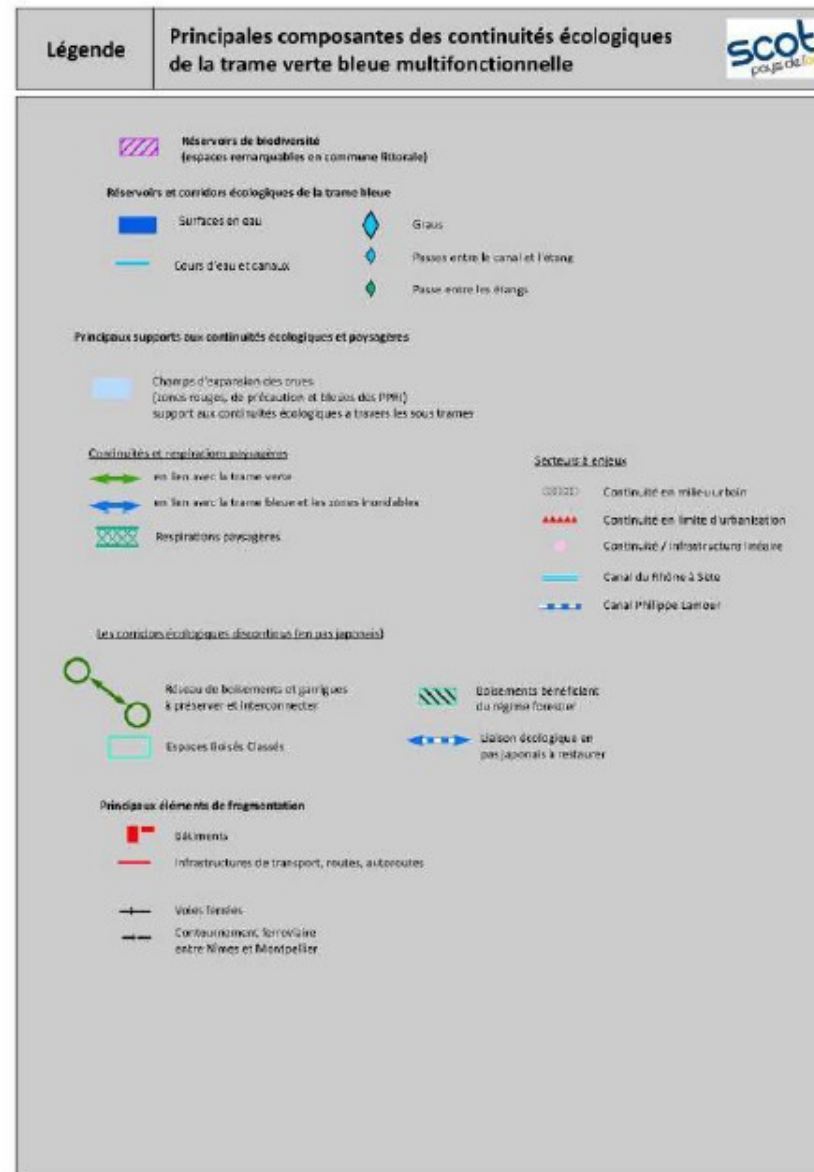 Légende
Principales composantes des continuités écologiques
de la trame verte bleue multifonctionnelle
scot
pays de l'or
Réservoirs de biodiversité
(espaces remarquables en commune littorale)
Réservoirs et corridors écologiques de la trame bleue
Surfaces en eau
Graus
Cours d'eau et canaux
Passes entre le canal et l'étang
Passe entre les étangs
Principaux supports aux continuités écologiques et paysagères
Champs d'expansion des crues
(zones rouges, de précaution et bleues des PPRI)
support aux continuités écologiques a travers les sous trames
Continuités et respirations paysagères
en lien avec la trame verte
en lien avec la trame bleue et les zones inondables
Respirations paysagères
Secteurs à enjeux
Continuité en milieu urbain
Continuité en limite d'urbanisation
Continuité / infrastructure linéaire
Canal du Rhône à Sète
Canal Philippe Lamour
Les corridors écologiques discontinus (en pas japonais)
Réseau de boisements et garrigues
à préserver et interconnecter
Boisements bénéficiant
du régime forestier
Espaces Boisés Classés
Liaison écologique en
pas japonais à restaurer
Principaux éléments de fragmentation
Bâtiments
Infrastructures de transport, routes, autoroutes
Voies ferrées
Contournement ferroviaire
entre Nîmes et Montpellier